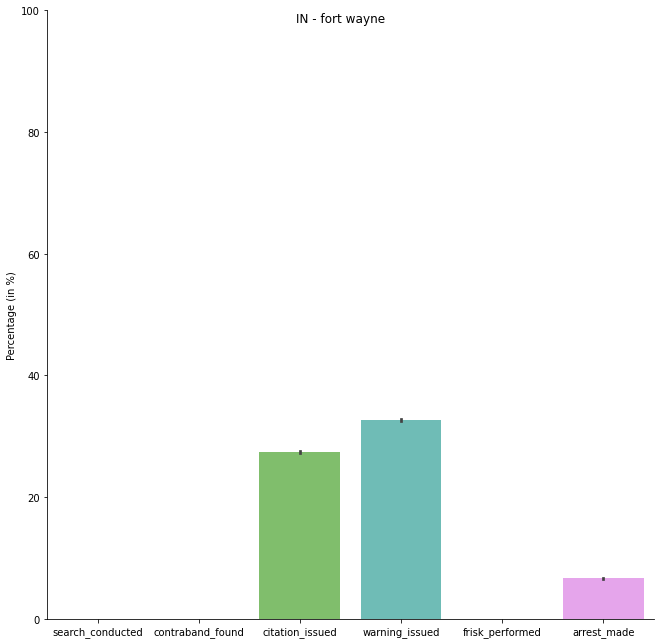 IN - fort wayne
Percentage (in %)
100
80
60
40
20
0
search_conducted contraband_found citation_issued warning_issued frisk_performed arrest_made